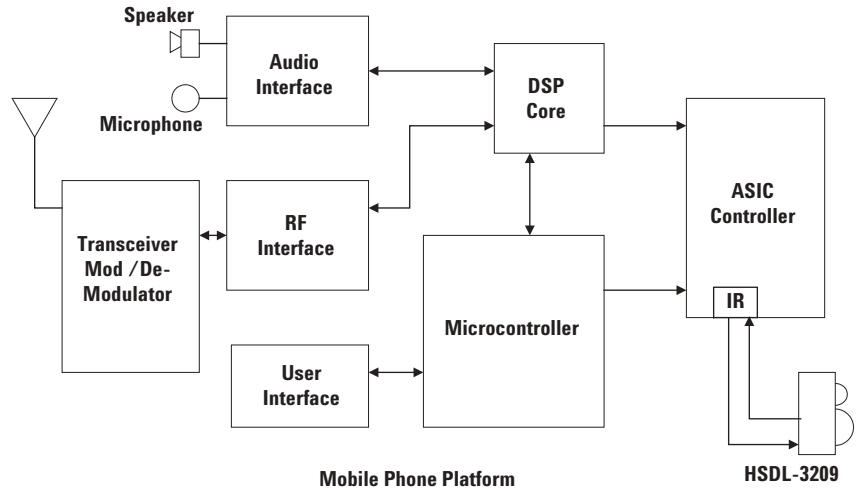 Speaker
Audio
Interface
Microphone
DSP
Core
ASIC
Controller
Transceiver
Mod /De-
Modulator
RF
Interface
IR
Microcontroller
User
Interface
Mobile Phone Platform
HSDL-3209